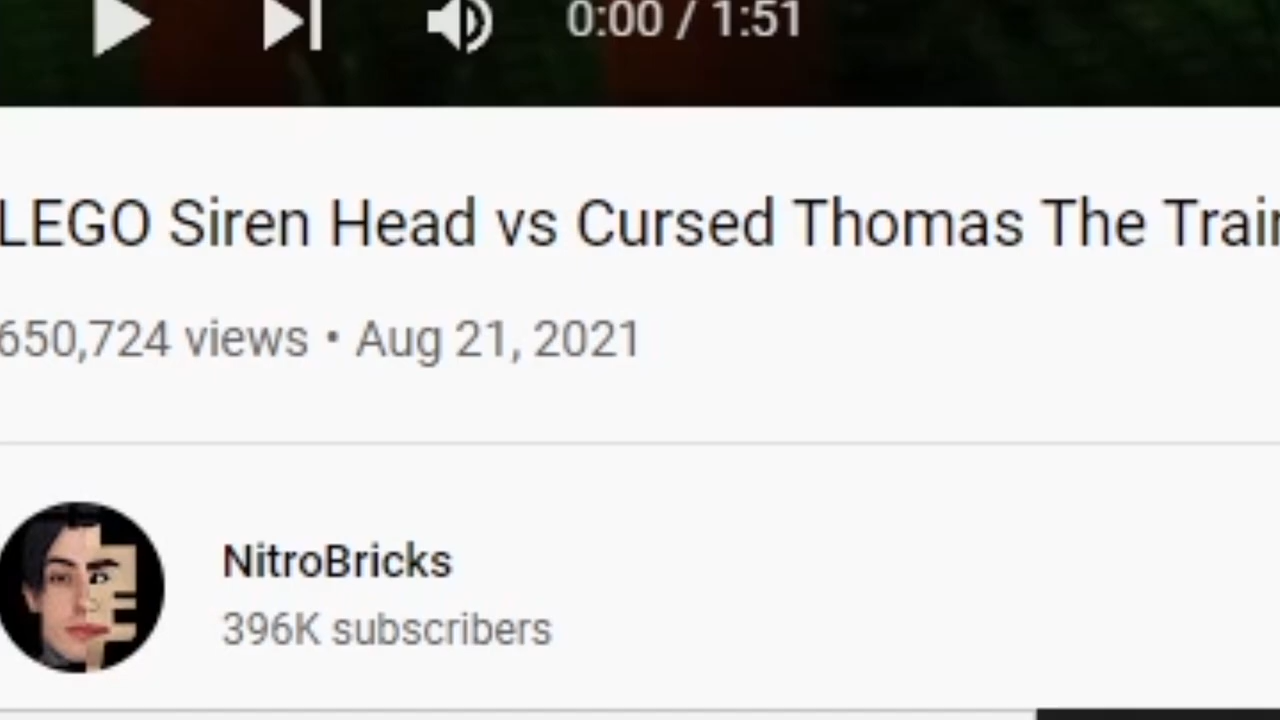 0:00 / 1:51
LEGO Siren Head vs Cursed Thomas The Train
650,724 views • Aug 21, 2021
NitroBricks
396K subscribers